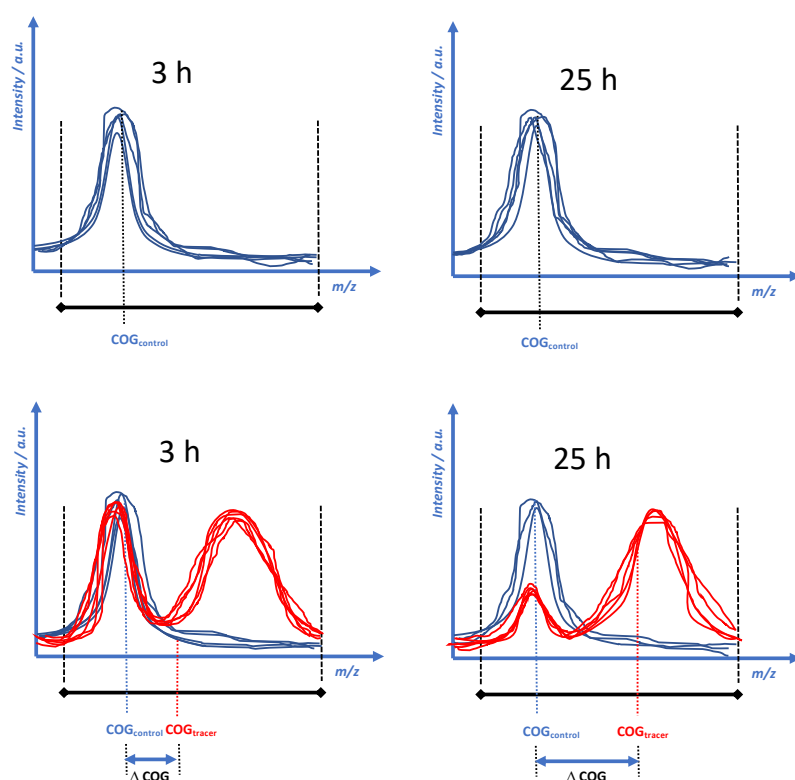 Intensity / a.u.
3 h
m/z
COGcontrol
Intensity / a.u.
25 h
m/z
COGcontrol
Intensity / a.u.
3 h
m/z
COGcontrol COGtracer
Δ COG
Intensity / a.u.
25 h
m/z
COGcontrol COGtracer
Δ COG